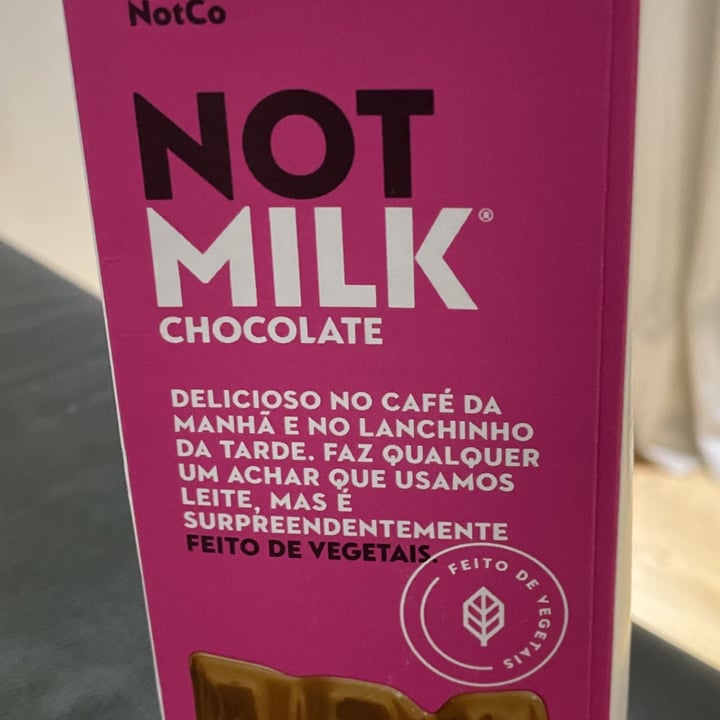 NotCo
NOT
MILK®
CHOCOLATE
DELICIOSO NO CAFÉ DA
MANHÃ E NO LANCHINHO
DA TARDE. FAZ QUALQUER
UM ACHAR QUE USAMOS
LEITE, MAS É
SURPREENDENTEMENTE
FEITO DE VEGETAIS.
FEITO DE VEGETAIS